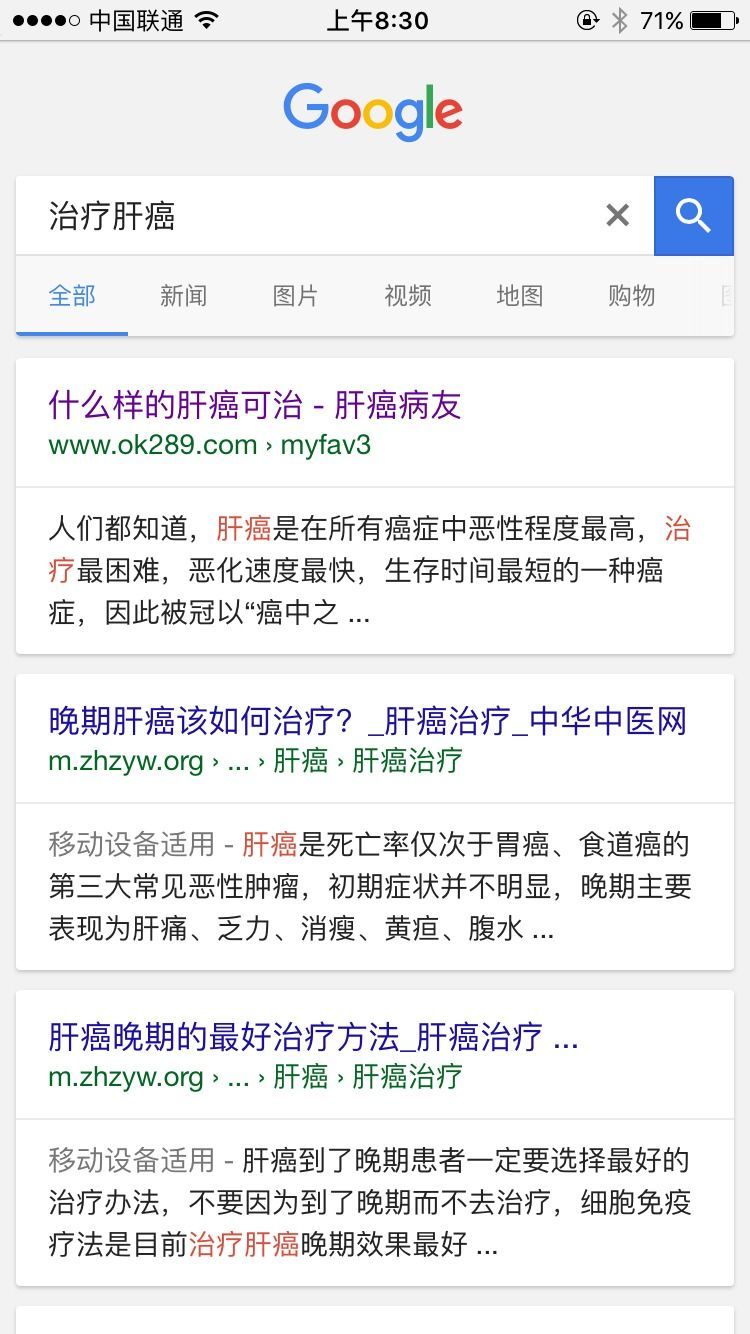 中国联通 上午8:30 71%
Google
治疗肝癌
全部 新闻 图片 视频 地图 购物
什么样的肝癌可治 - 肝癌病友
www.ok289.com › myfav3
人们都知道，肝癌是在所有癌症中恶性程度最高，治
疗最困难，恶化速度最快，生存时间最短的一种癌
症，因此被冠以“癌中之 ...
晚期肝癌该如何治疗？_肝癌治疗_中华中医网
m.zhzyw.org › ... › 肝癌 › 肝癌治疗
移动设备适用 - 肝癌是死亡率仅次于胃癌、食道癌的
第三大常见恶性肿瘤，初期症状并不明显，晚期主要
表现为肝痛、乏力、消瘦、黄疸、腹水 ...
肝癌晚期的最好治疗方法_肝癌治疗 ...
m.zhzyw.org › ... › 肝癌 › 肝癌治疗
移动设备适用 - 肝癌到了晚期患者一定要选择最好的
治疗办法，不要因为到了晚期而不去治疗，细胞免疫
疗法是目前治疗肝癌晚期效果最好 ...